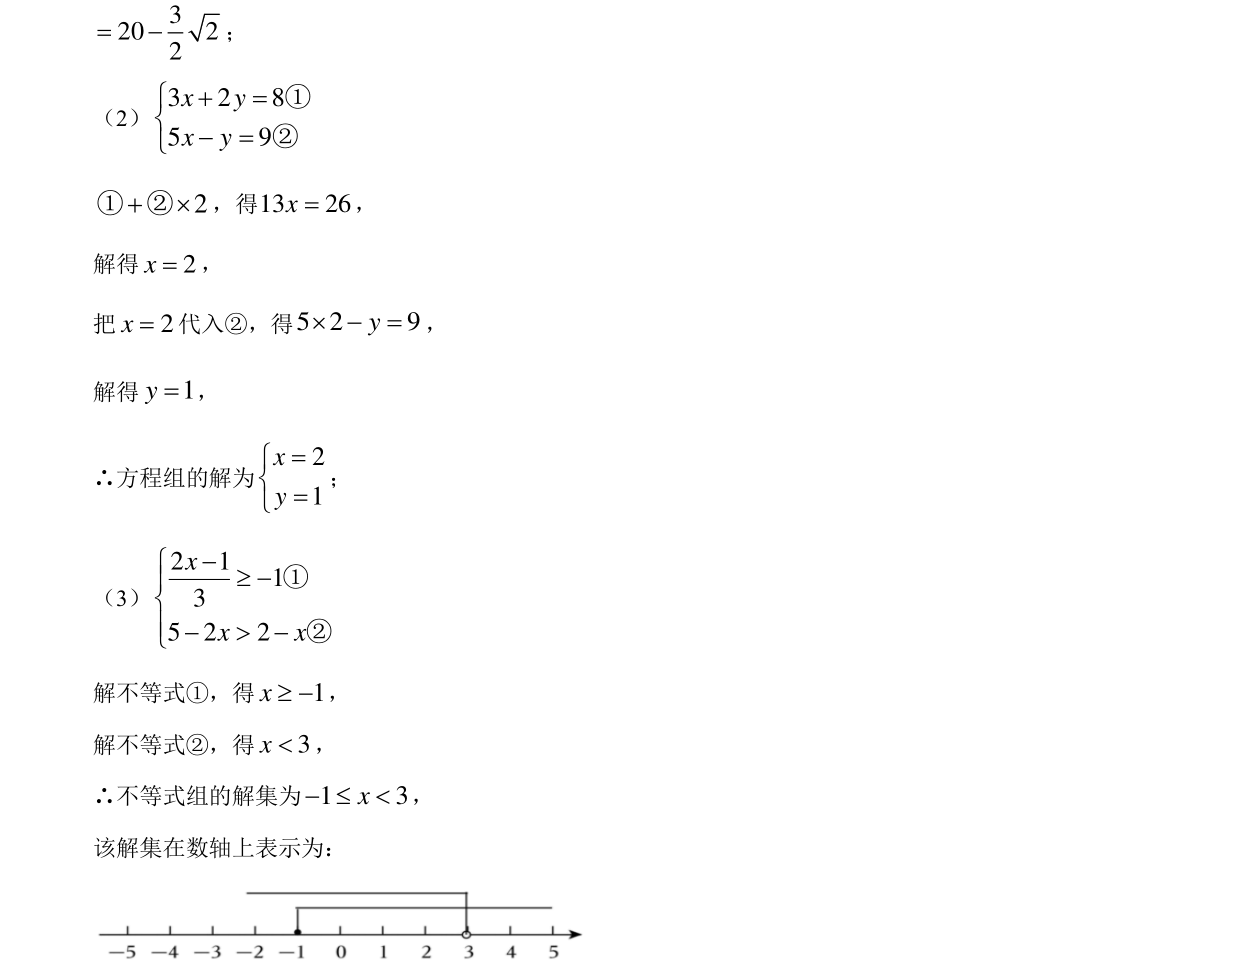 = 20 − 3/2 √2；
（2）{3x + 2y = 8①
5x − y = 9②
①+②×2，得13x = 26，
解得 x = 2，
把 x = 2 代入②，得5×2 − y = 9，
解得 y = 1，
∴方程组的解为{x = 2
y = 1；
（3）{(2x − 1)/3 ≥ −1①
5 − 2x > 2 − x②
解不等式①，得 x ≥ −1，
解不等式②，得 x < 3，
∴不等式组的解集为 −1 ≤ x < 3，
该解集在数轴上表示为：
−5 −4 −3 −2 −1 0 1 2 3 4 5